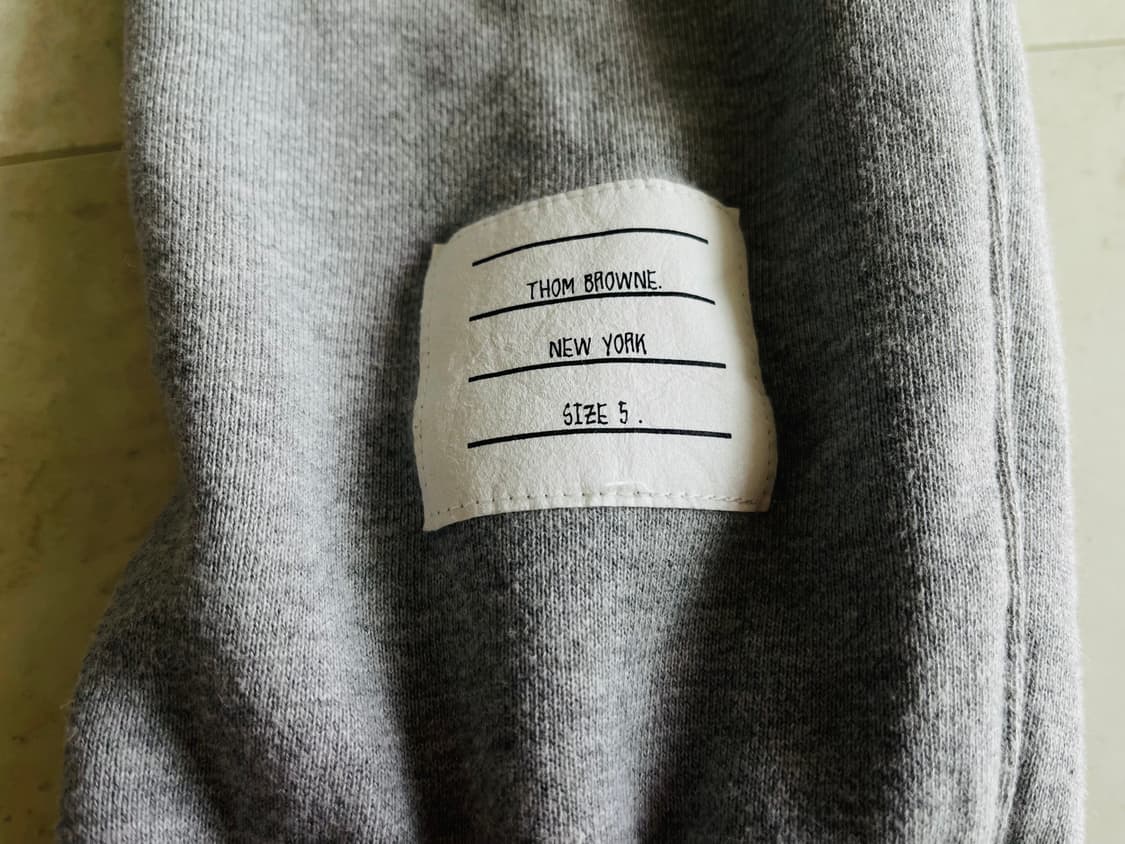 THOM BROWNE.
NEW YORK
SIZE 5 .